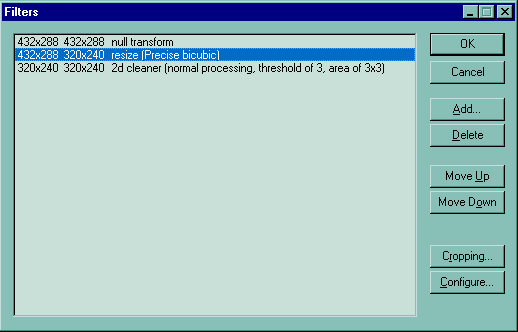 Filters
432x288 432x288 null transform
432x288 320x240 resize (Precise bicubic)
320x240 320x240 2d cleaner (normal processing, threshold of 3, area of 3x3)
OK
Cancel
Add...
Delete
Move Up
Move Down
Cropping...
Configure...